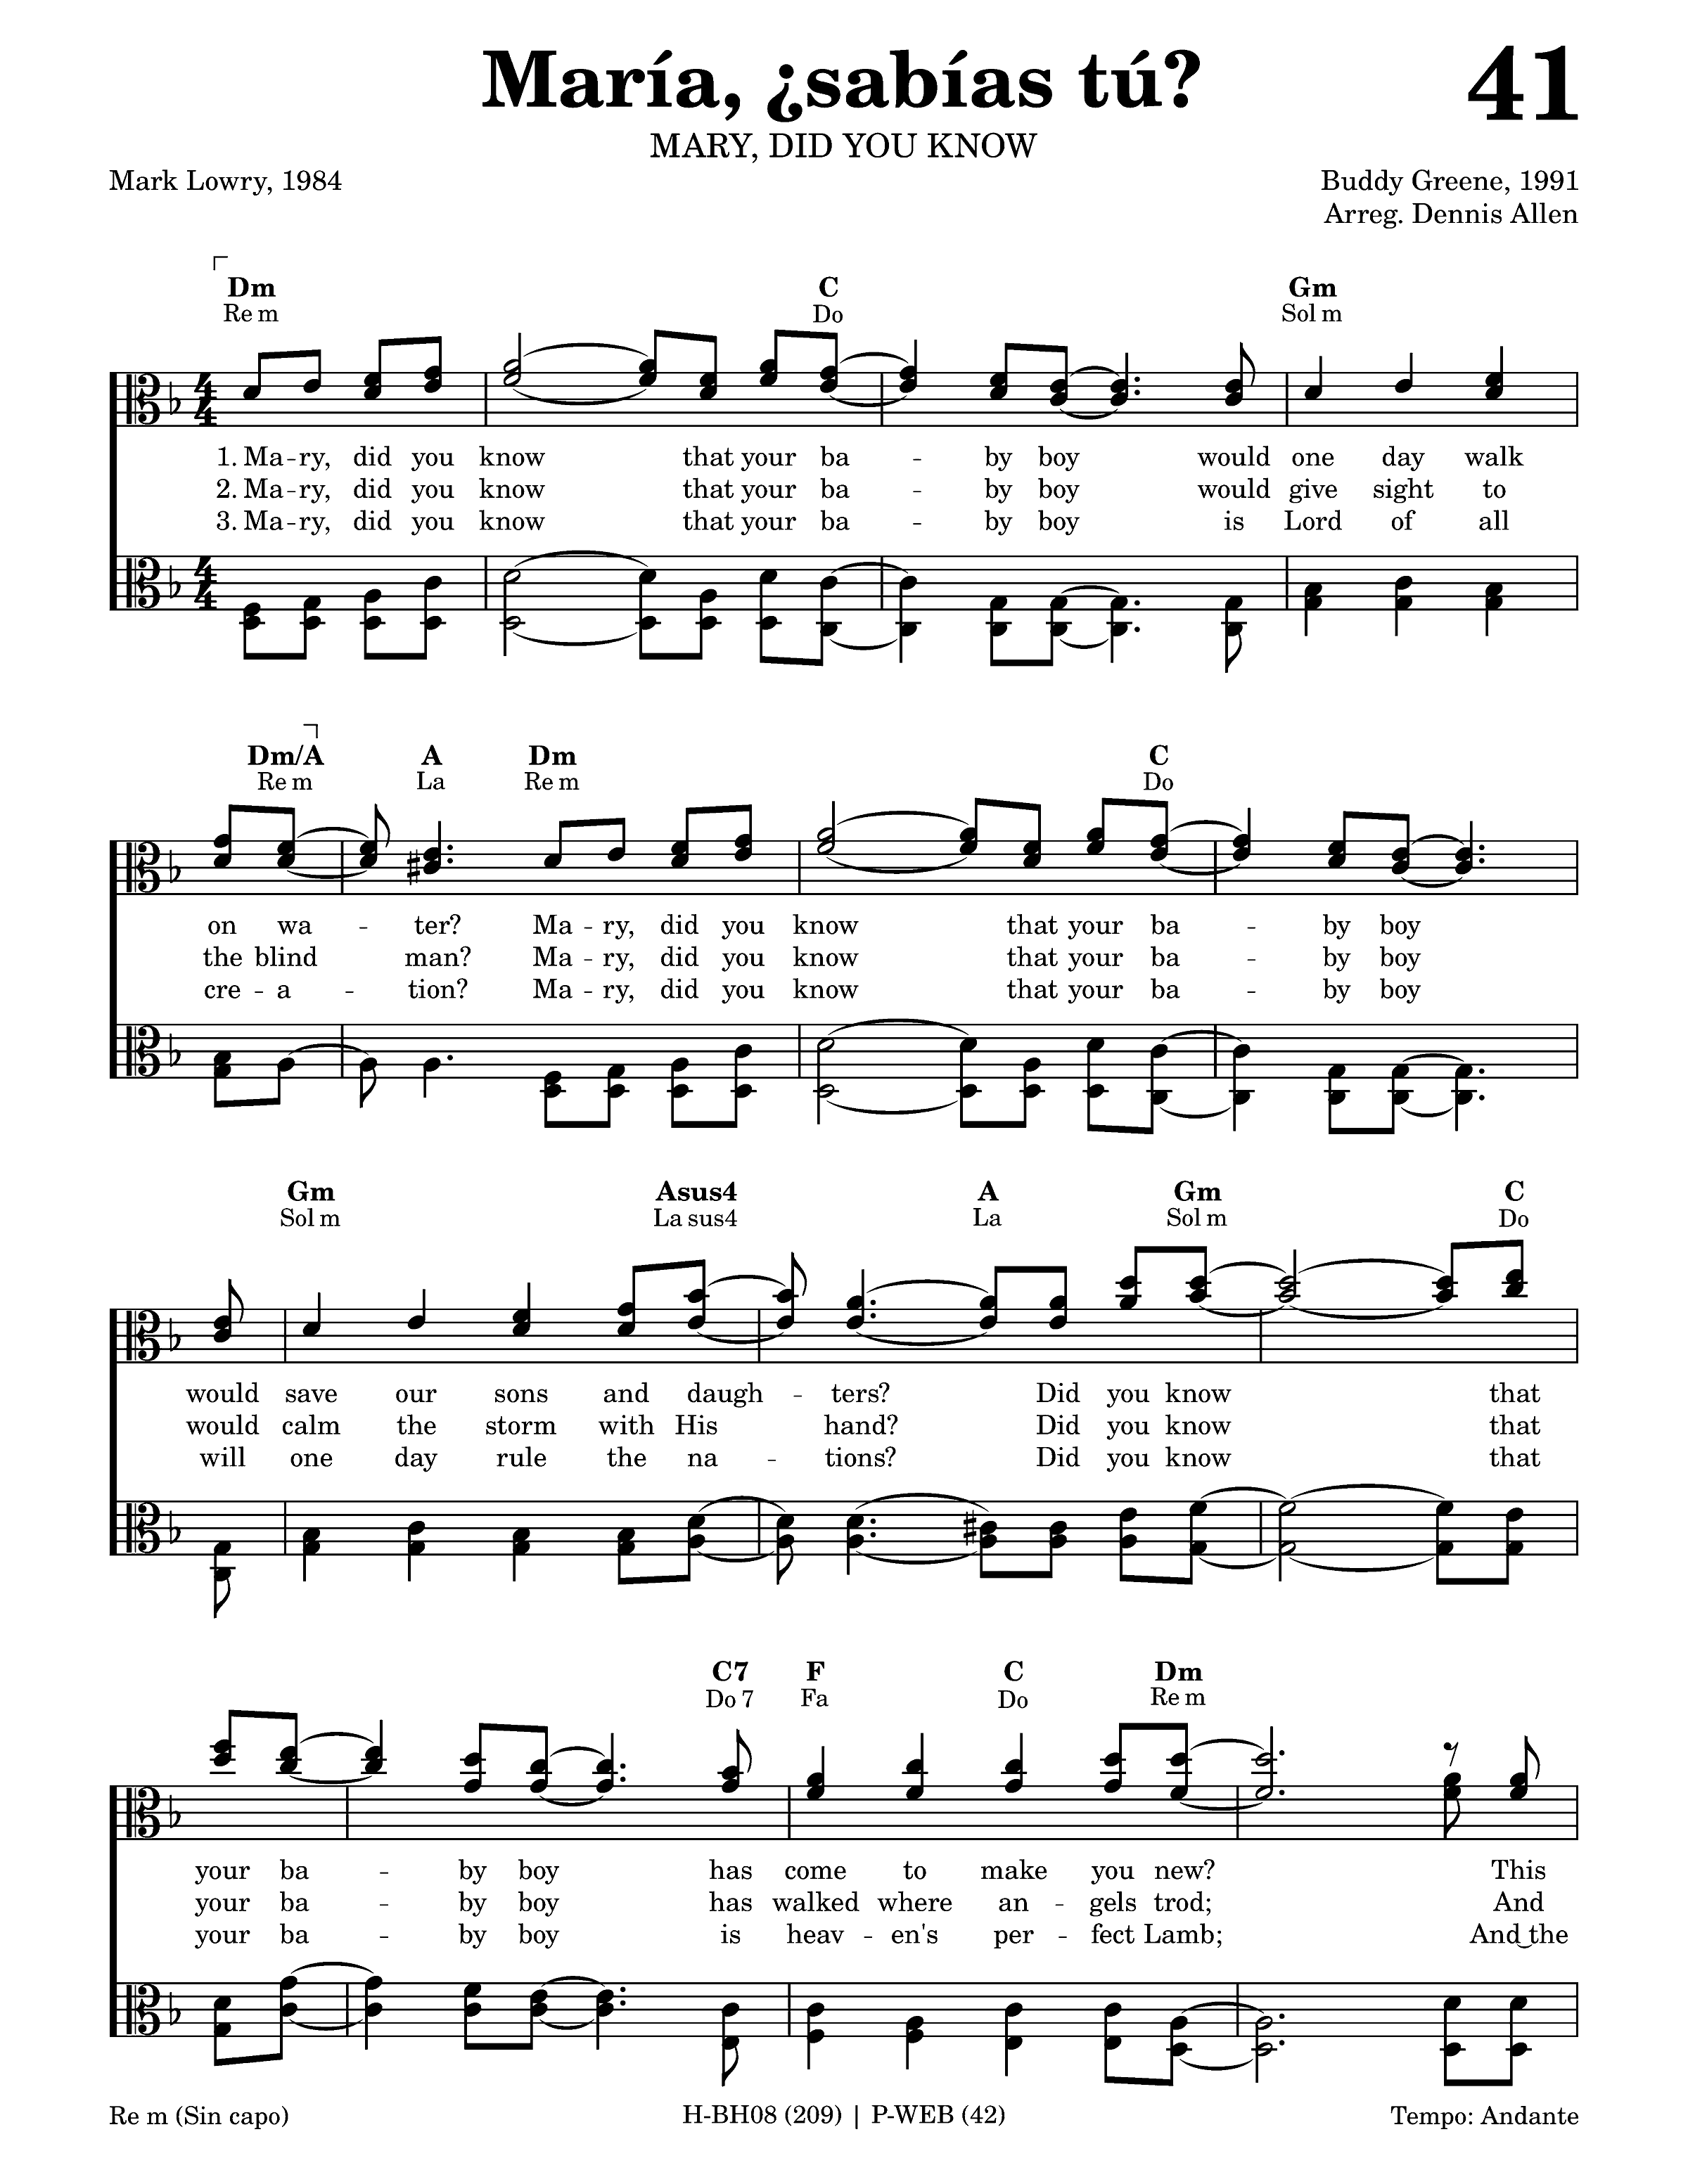 María, ¿sabías tú?
41
MARY, DID YOU KNOW
Mark Lowry, 1984
Buddy Greene, 1991
Arreg. Dennis Allen
Dm C Gm
Re m Do Sol m
1. Ma -- ry, did you know that your ba -- by boy would one day walk
2. Ma -- ry, did you know that your ba -- by boy would give sight to
3. Ma -- ry, did you know that your ba -- by boy is Lord of all
Dm/A A Dm C
Re m La Re m Do
on wa -- ter? Ma -- ry, did you know that your ba -- by boy
the blind man? Ma -- ry, did you know that your ba -- by boy
cre -- a -- tion? Ma -- ry, did you know that your ba -- by boy
Gm Asus4 A Gm C
Sol m La sus4 La Sol m Do
would save our sons and daugh -- ters? Did you know that
would calm the storm with His hand? Did you know that
will one day rule the na -- tions? Did you know that
C7 F C Dm
Do 7 Fa Do Re m
your ba -- by boy has come to make you new? This
your ba -- by boy has walked where an -- gels trod; And
your ba -- by boy is heav -- en's per -- fect Lamb; And the
Re m (Sin capo)
H-BH08 (209) | P-WEB (42)
Tempo: Andante